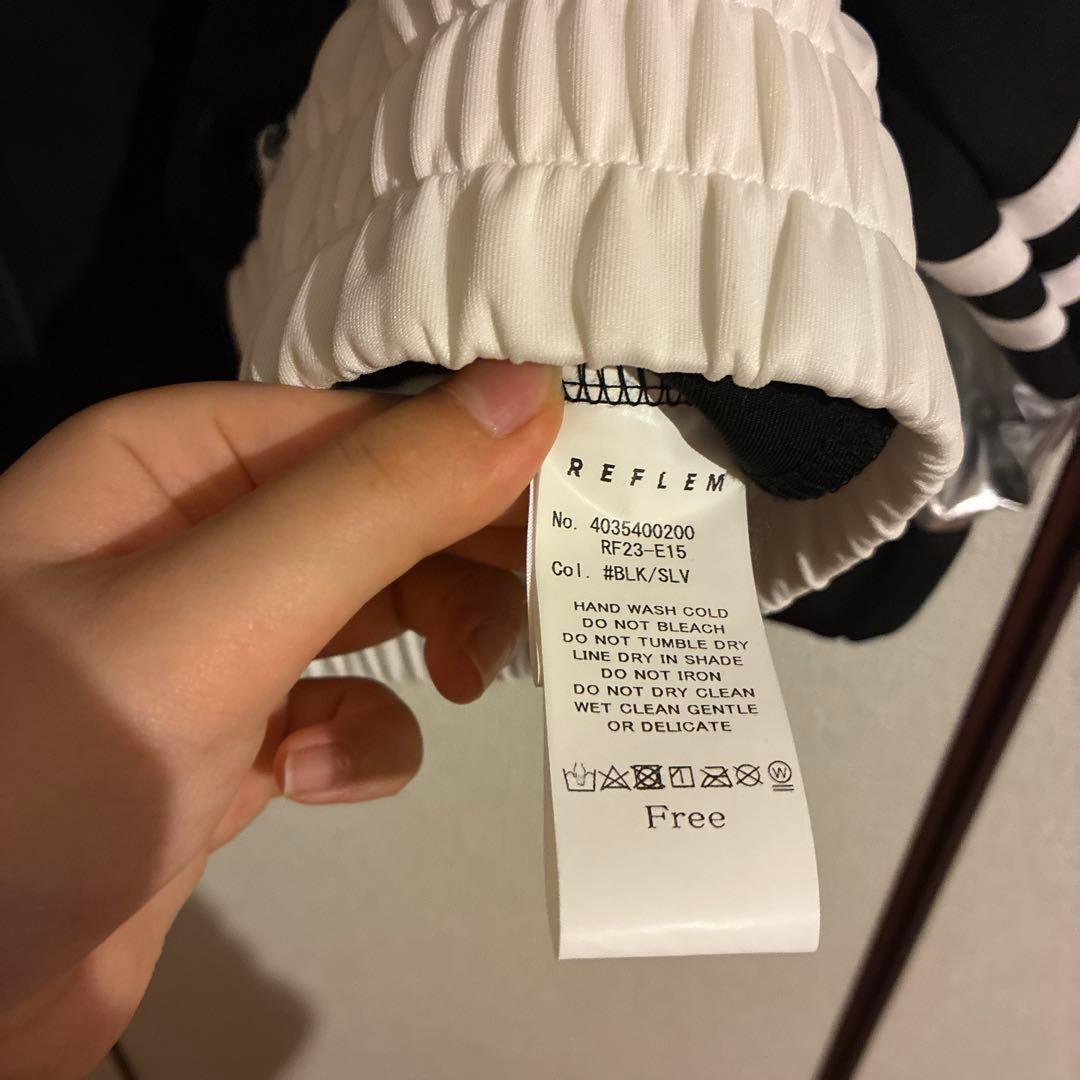 REFLEM
No. 4035400200
RF23-E15
Col. #BLK/SLV
HAND WASH COLD
DO NOT BLEACH
DO NOT TUMBLE DRY
LINE DRY IN SHADE
DO NOT IRON
DO NOT DRY CLEAN
WET CLEAN GENTLE
OR DELICATE
W
Free